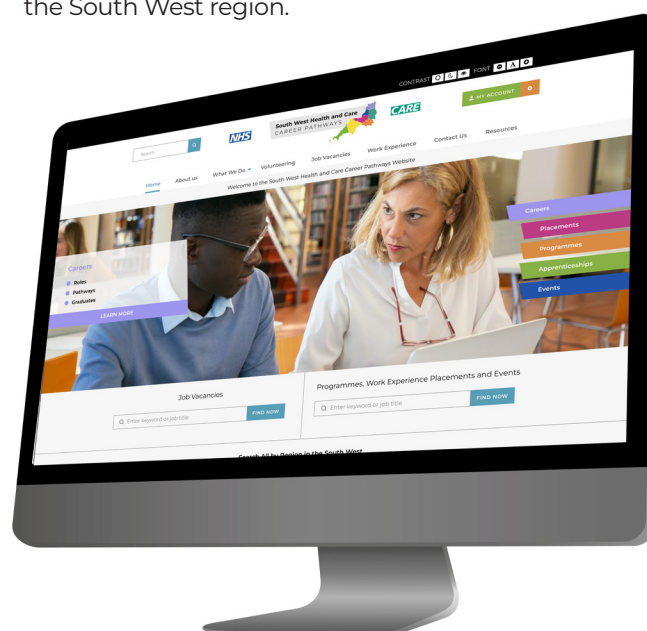 the South West region.
CONTRAST FONT A
Search...
NHS
South West Health and Care
CAREER PATHWAYS
CARE
MY ACCOUNT
Home About us What We Do Volunteering Job Vacancies Work Experience Contact Us Resources
Welcome to the South West Health and Care Career Pathways Website
Careers
Roles
Pathways
Graduates
LEARN MORE
Careers
Placements
Programmes
Apprenticeships
Events
Job Vacancies
Enter keyword or job title
FIND NOW
Programmes, Work Experience Placements and Events
Enter keyword or job title
FIND NOW
Search All by Region in the South West